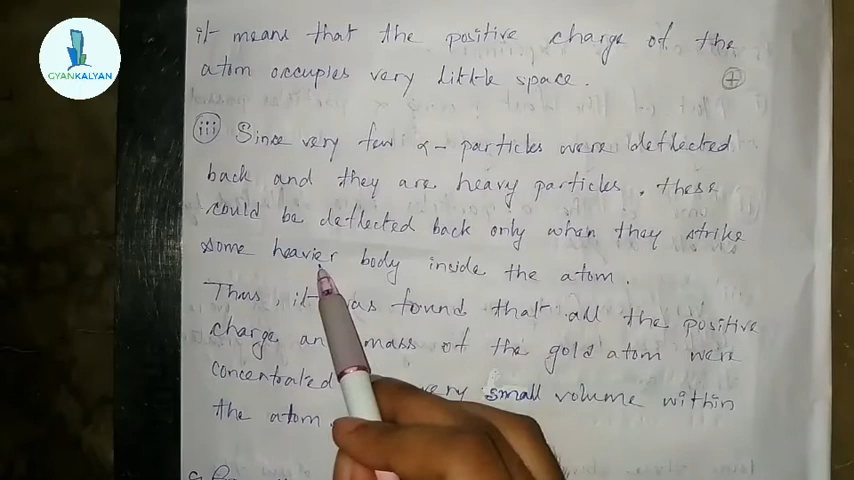 GYANKALYAN
it means that the positive charge of the
atom occupies very little space.
+
iii Since very few α- particles were deflected
back and they are heavy particles. these
could be deflected back only when they strike
some heavier body inside the atom.
Thus, it was found that all the positive
charge an mass of the gold atom were
concentrated very small volume within
the atom.